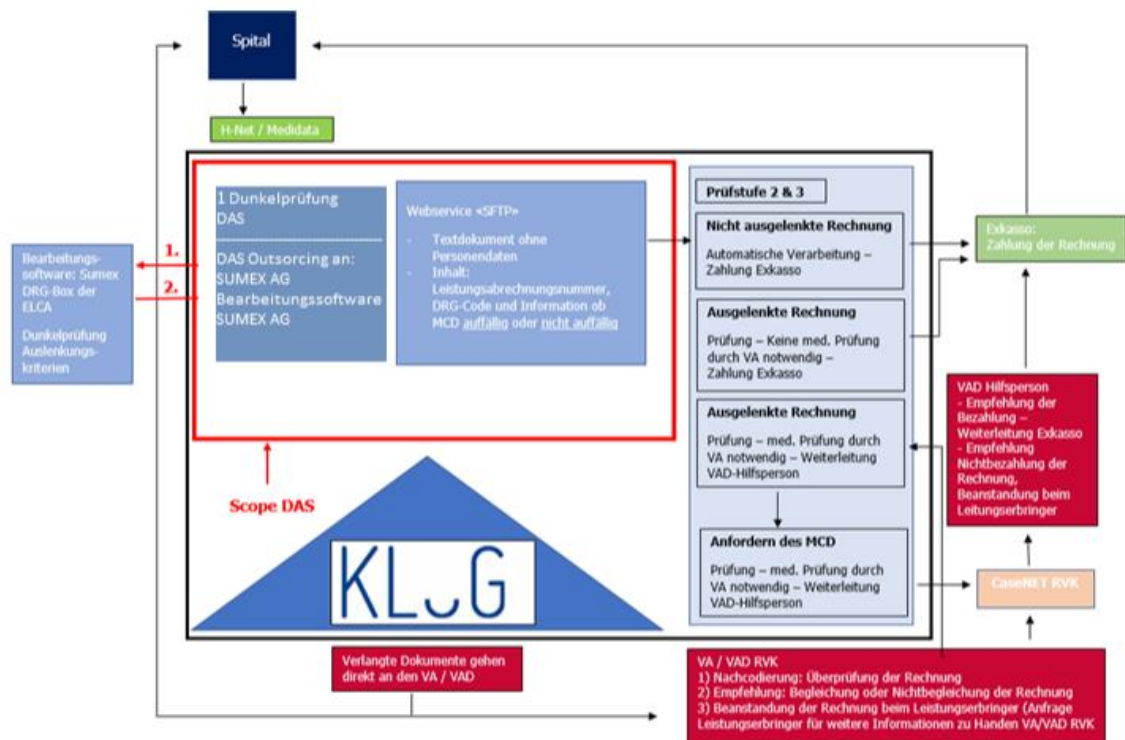 Spital
H-Net / Medidata
1 Dunkelprüfung
DAS
DAS Outsorcing an:
SUMEX AG
Bearbeitungssoftware
SUMEX AG
Webservice «SFTP»
- Textdokument ohne
Personendaten
- Inhalt:
Leistungsabrechnungsnummer,
DRG-Code und Information ob
MCD auffällig oder nicht auffällig
1.
2.
Bearbeitungs-
software: Sumex
DRG-Box der
ELCA
Dunkelprüfung
Auslenkungs-
kriterien
Scope DAS
KLuG
Prüfstufe 2 & 3
Nicht ausgelenkte Rechnung
Automatische Verarbeitung –
Zahlung Exkasso
Ausgelenkte Rechnung
Prüfung – Keine med. Prüfung
durch VA notwendig –
Zahlung Exkasso
Ausgelenkte Rechnung
Prüfung – med. Prüfung durch
VA notwendig – Weiterleitung
VAD-Hilfsperson
Anfordern des MCD
Prüfung – med. Prüfung durch
VA notwendig – Weiterleitung
VAD-Hilfsperson
Exkasso:
Zahlung der Rechnung
VAD Hilfsperson
- Empfehlung der
Bezahlung –
Weiterleitung Exkasso
- Empfehlung
Nichtbezahlung der
Rechnung,
Beanstandung beim
Leitungserbringer
CaseNET RVK
Verlangte Dokumente gehen
direkt an den VA / VAD
VA / VAD RVK
1) Nachcodierung: Überprüfung der Rechnung
2) Empfehlung: Begleichung oder Nichtbegleichung der Rechnung
3) Beanstandung der Rechnung beim Leistungserbringer (Anfrage
Leistungserbringer für weitere Informationen zu Handen VA/VAD RVK